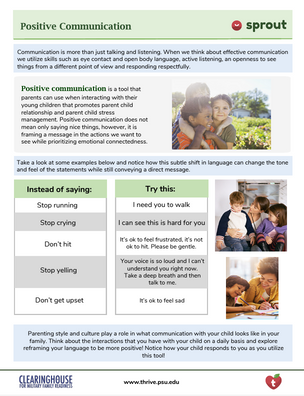 Positive Communication
sprout
Communication is more than just talking and listening. When we think about effective communication
we utilize skills such as eye contact and open body language, active listening, an openness to see
things from a different point of view and responding respectfully.
Positive communication is a tool that
parents can use when interacting with their
young children that promotes parent child
relationship and parent child stress
management. Positive communication does not
mean only saying nice things, however, it is
framing a message in the actions we want to
see while prioritizing emotional connectedness.
Take a look at some examples below and notice how this subtle shift in language can change the tone
and feel of the statements while still conveying a direct message.
Instead of saying:
Try this:
Stop running
I need you to walk
Stop crying
I can see this is hard for you
Don't hit
It's ok to feel frustrated, it's not
ok to hit. Please be gentle.
Stop yelling
Your voice is so loud and I can't
understand you right now.
Take a deep breath and then
talk to me.
Don't get upset
It's ok to feel sad
Parenting style and culture play a role in what communication with your child looks like in your
family. Think about the interactions that you have with your child on a daily basis and explore
reframing your language to be more positive! Notice how your child responds to you as you utilize
this tool!
CLEARINGHOUSE
FOR MILITARY FAMILY READINESS
www.thrive.psu.edu
t